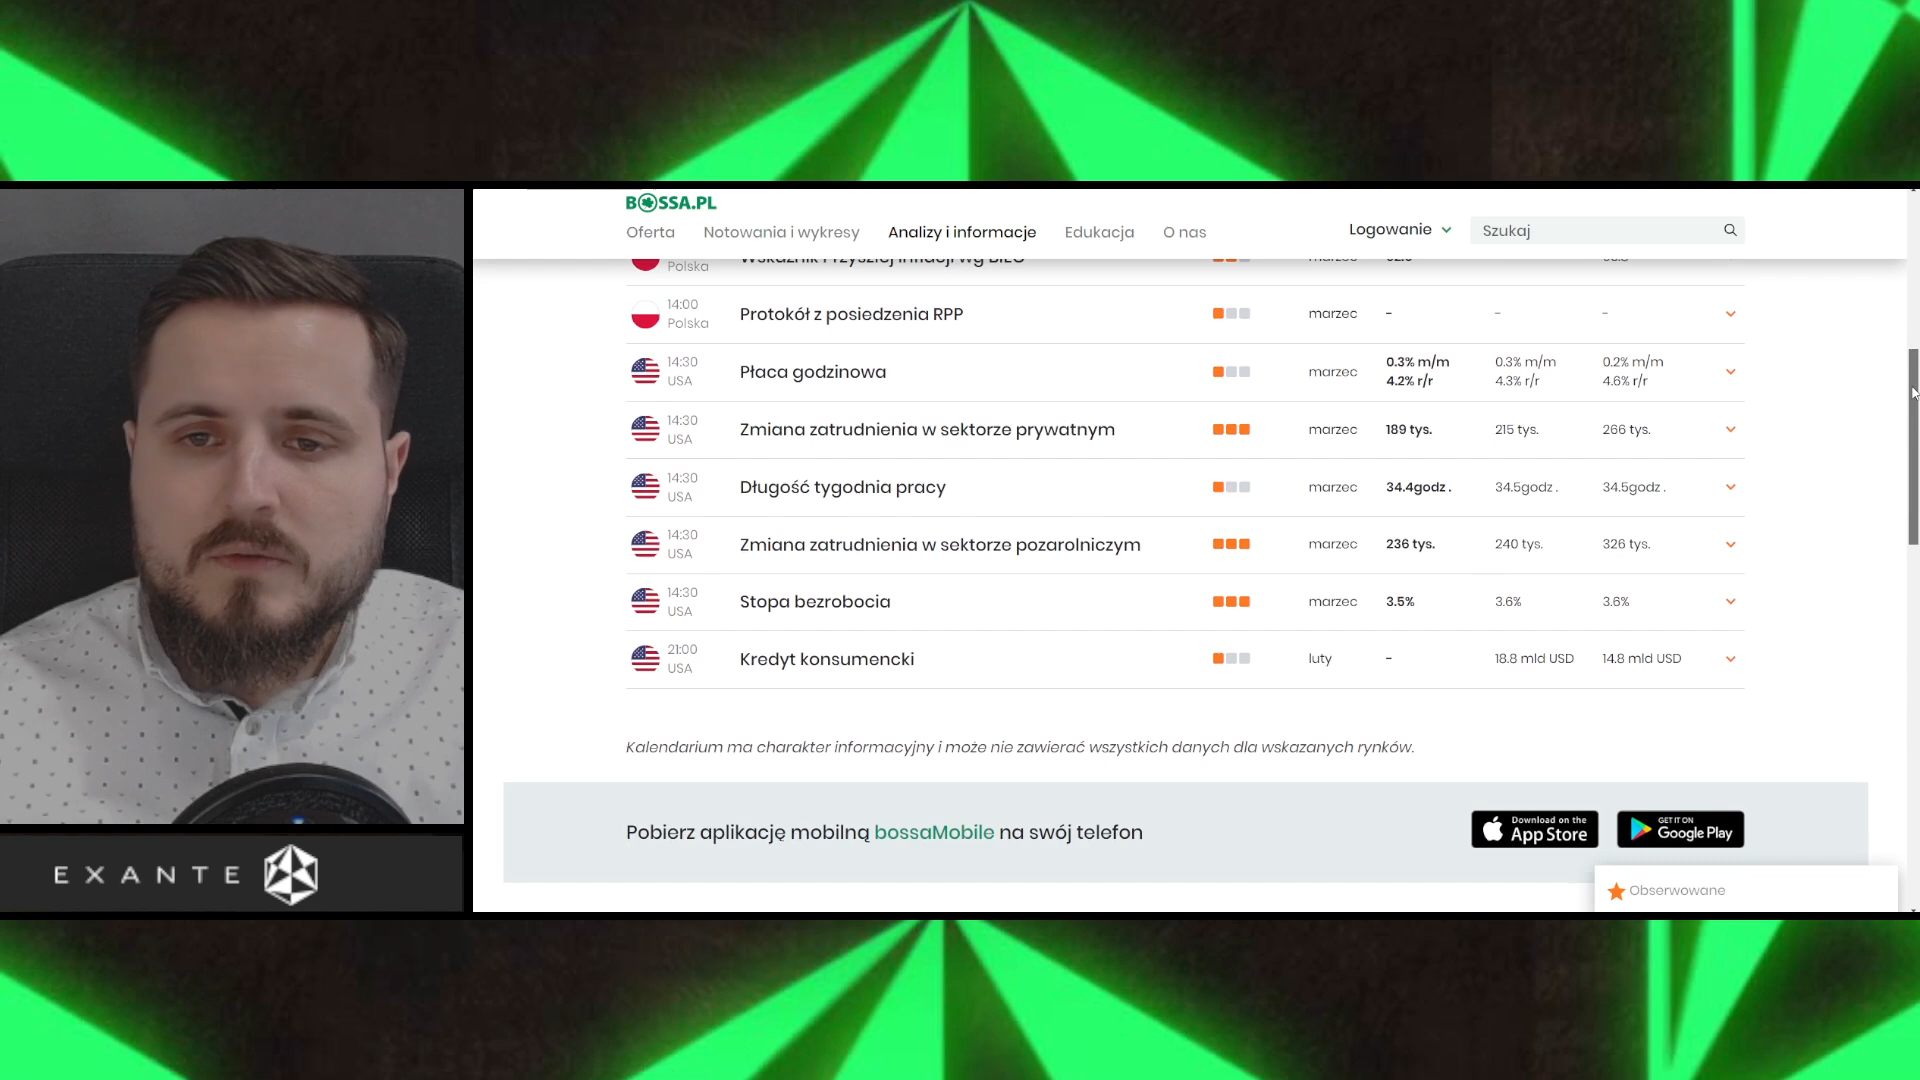 BOSSA.PL
Oferta Notowania i wykresy Analizy i informacje Edukacja O nas Logowanie Szukaj
Polska marzec
14:00 Polska Protokół z posiedzenia RPP marzec - - -
14:30 USA Płaca godzinowa marzec 0.3% m/m 4.2% r/r 0.3% m/m 4.3% r/r 0.2% m/m 4.6% r/r
14:30 USA Zmiana zatrudnienia w sektorze prywatnym marzec 189 tys. 215 tys. 266 tys.
14:30 USA Długość tygodnia pracy marzec 34.4godz . 34.5godz . 34.5godz .
14:30 USA Zmiana zatrudnienia w sektorze pozarolniczym marzec 236 tys. 240 tys. 326 tys.
14:30 USA Stopa bezrobocia marzec 3.5% 3.6% 3.6%
21:00 USA Kredyt konsumencki luty - 18.8 mld USD 14.8 mld USD
Kalendarium ma charakter informacyjny i może nie zawierać wszystkich danych dla wskazanych rynków.
Pobierz aplikację mobilną bossaMobile na swój telefon
Download on the App Store
GET IT ON Google Play
Obserwowane
EXANTE